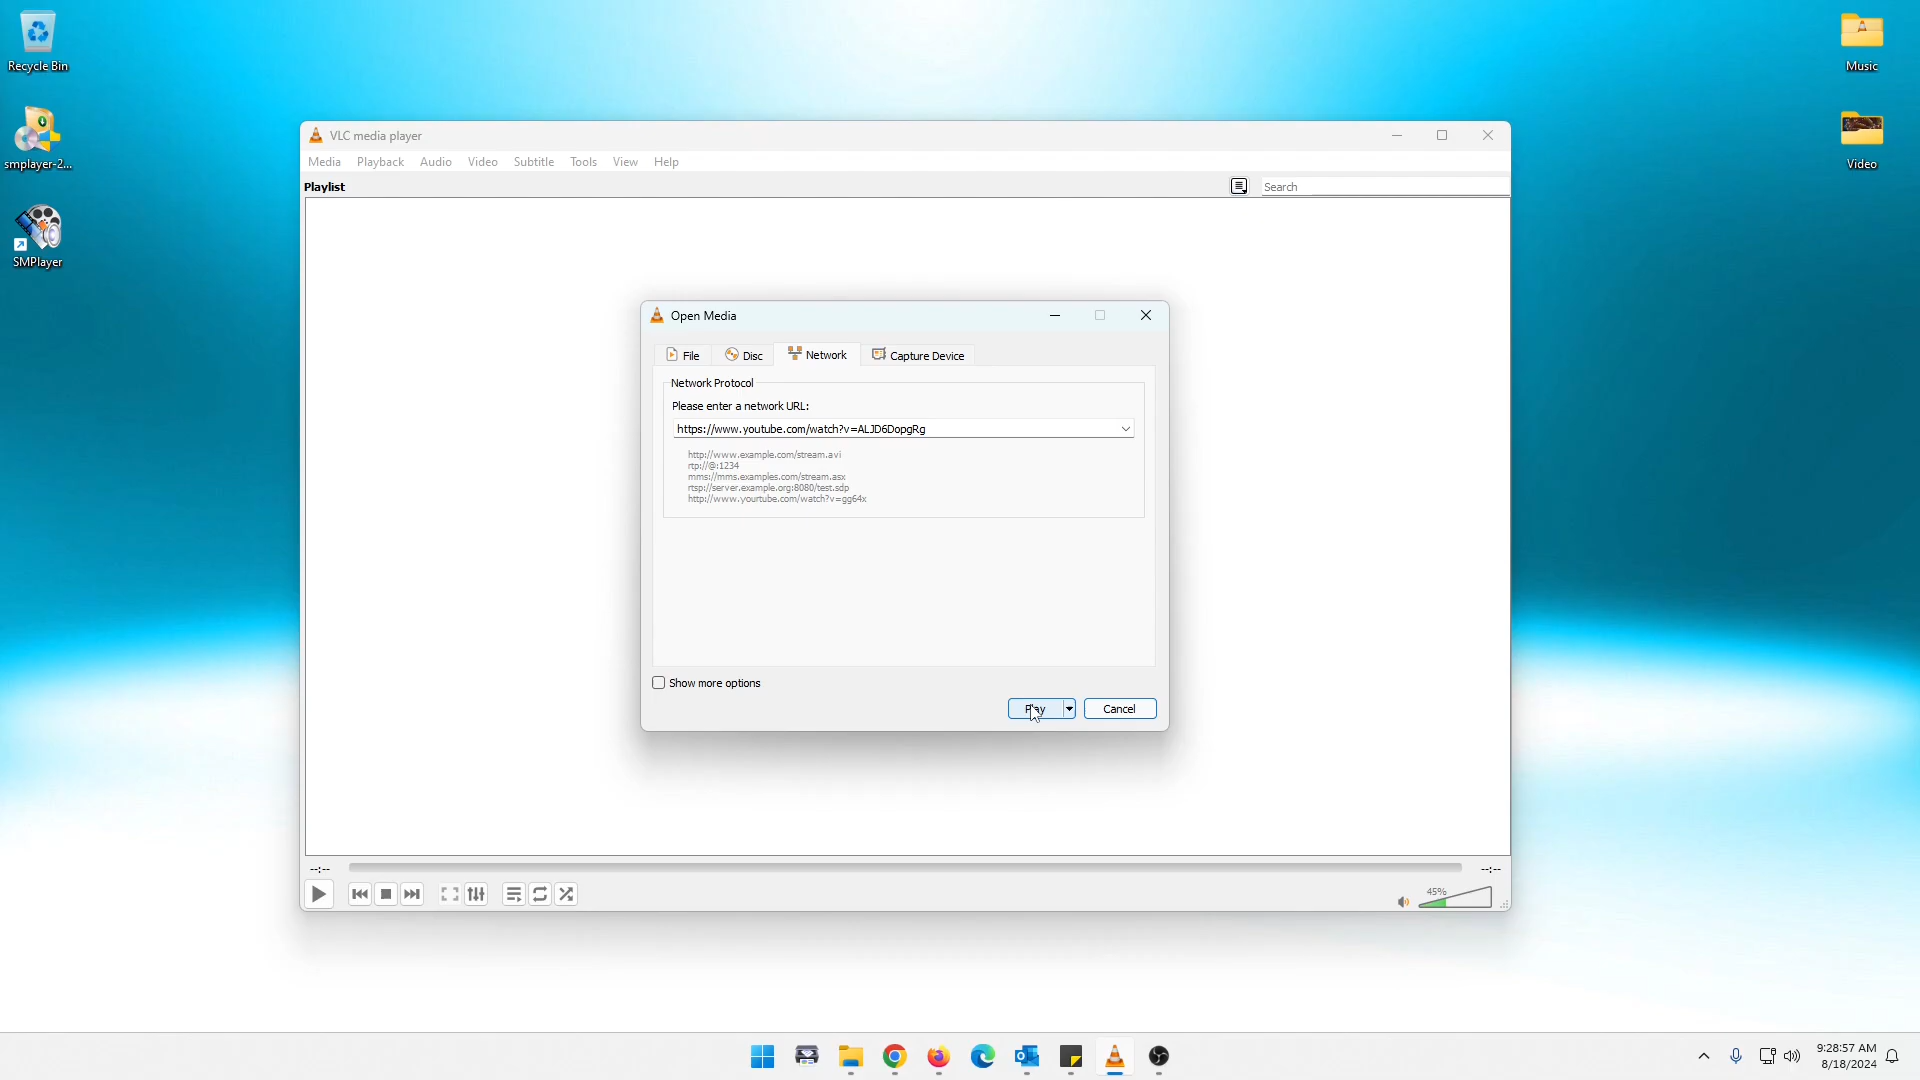 Recycle Bin
smplayer-2...
SMPlayer
Music
Video
VLC media player
Media Playback Audio Video Subtitle Tools View Help
Playlist
Search
Open Media
File Disc Network Capture Device
Network Protocol
Please enter a network URL:
https://www.youtube.com/watch?v=ALJD6DopgRg
http://www.example.com/stream.avi
rtp://@:1234
mms://mms.examples.com/stream.asx
rtsp://server.example.org:8080/test.sdp
http://www.yourtube.com/watch?v=gg64x
Show more options
Play Cancel
--:-- --:--
45%
9:28:57 AM
8/18/2024